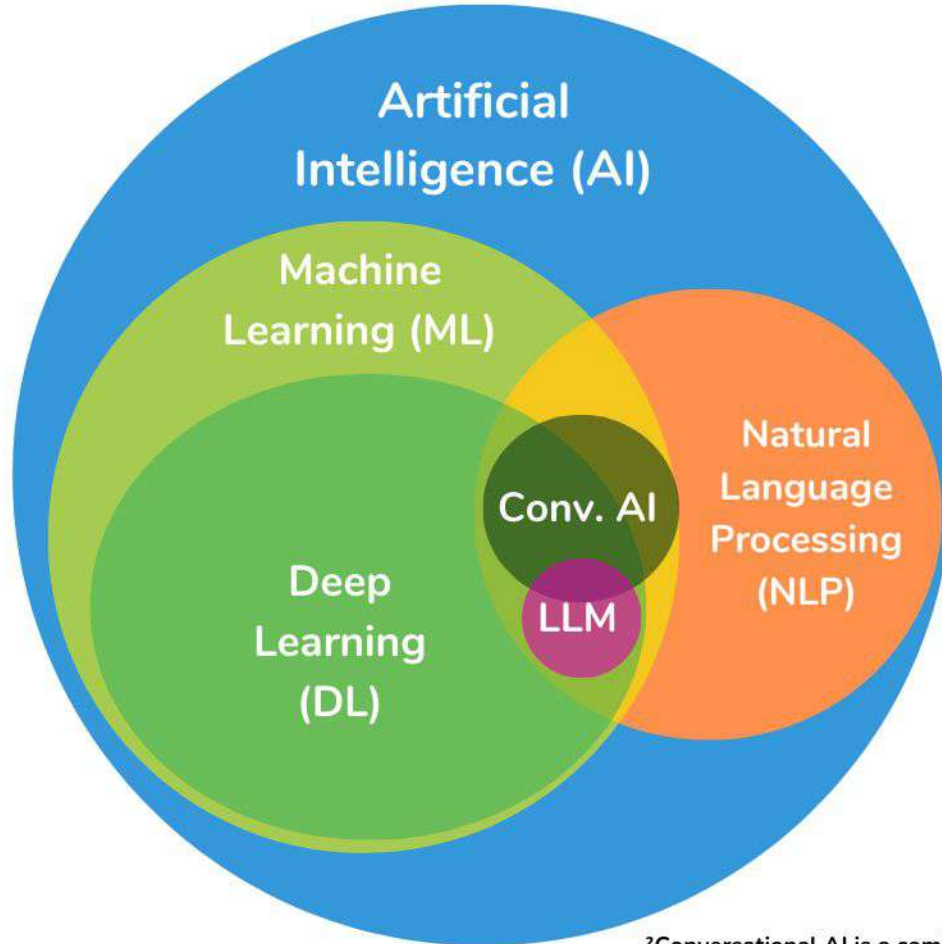 Artificial
Intelligence (AI)
Machine
Learning (ML)
Natural
Language
Processing
(NLP)
Conv. AI
Deep
Learning
(DL)
LLM